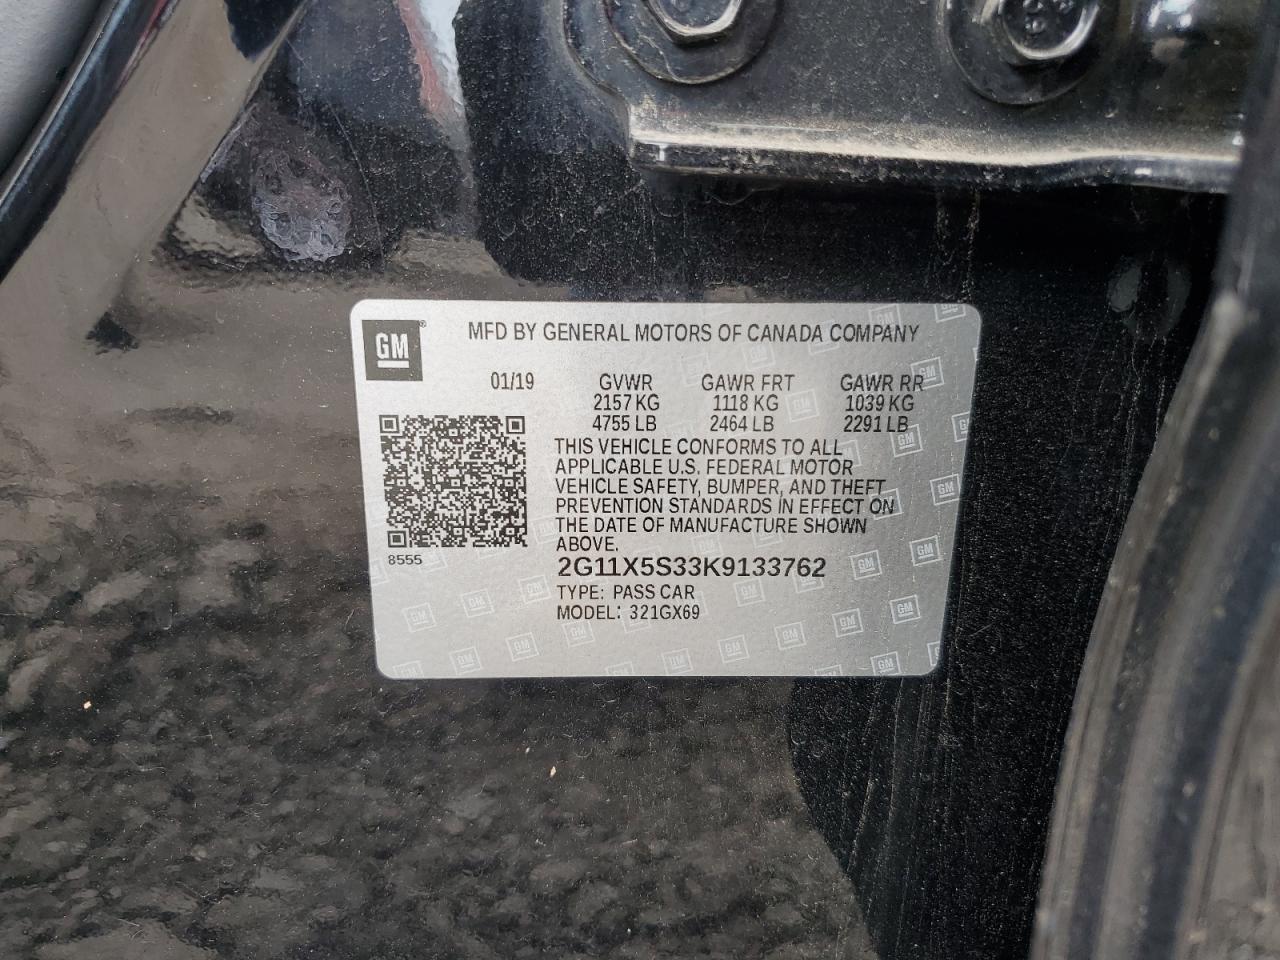 GM ® MFD BY GENERAL MOTORS OF CANADA COMPANY
01/19 GVWR GAWR FRT GAWR RR
2157 KG 1118 KG 1039 KG
4755 LB 2464 LB 2291 LB
THIS VEHICLE CONFORMS TO ALL
APPLICABLE U.S. FEDERAL MOTOR
VEHICLE SAFETY, BUMPER, AND THEFT
PREVENTION STANDARDS IN EFFECT ON
THE DATE OF MANUFACTURE SHOWN
ABOVE.
8555
2G11X5S33K9133762
TYPE: PASS CAR
MODEL: 321GX69